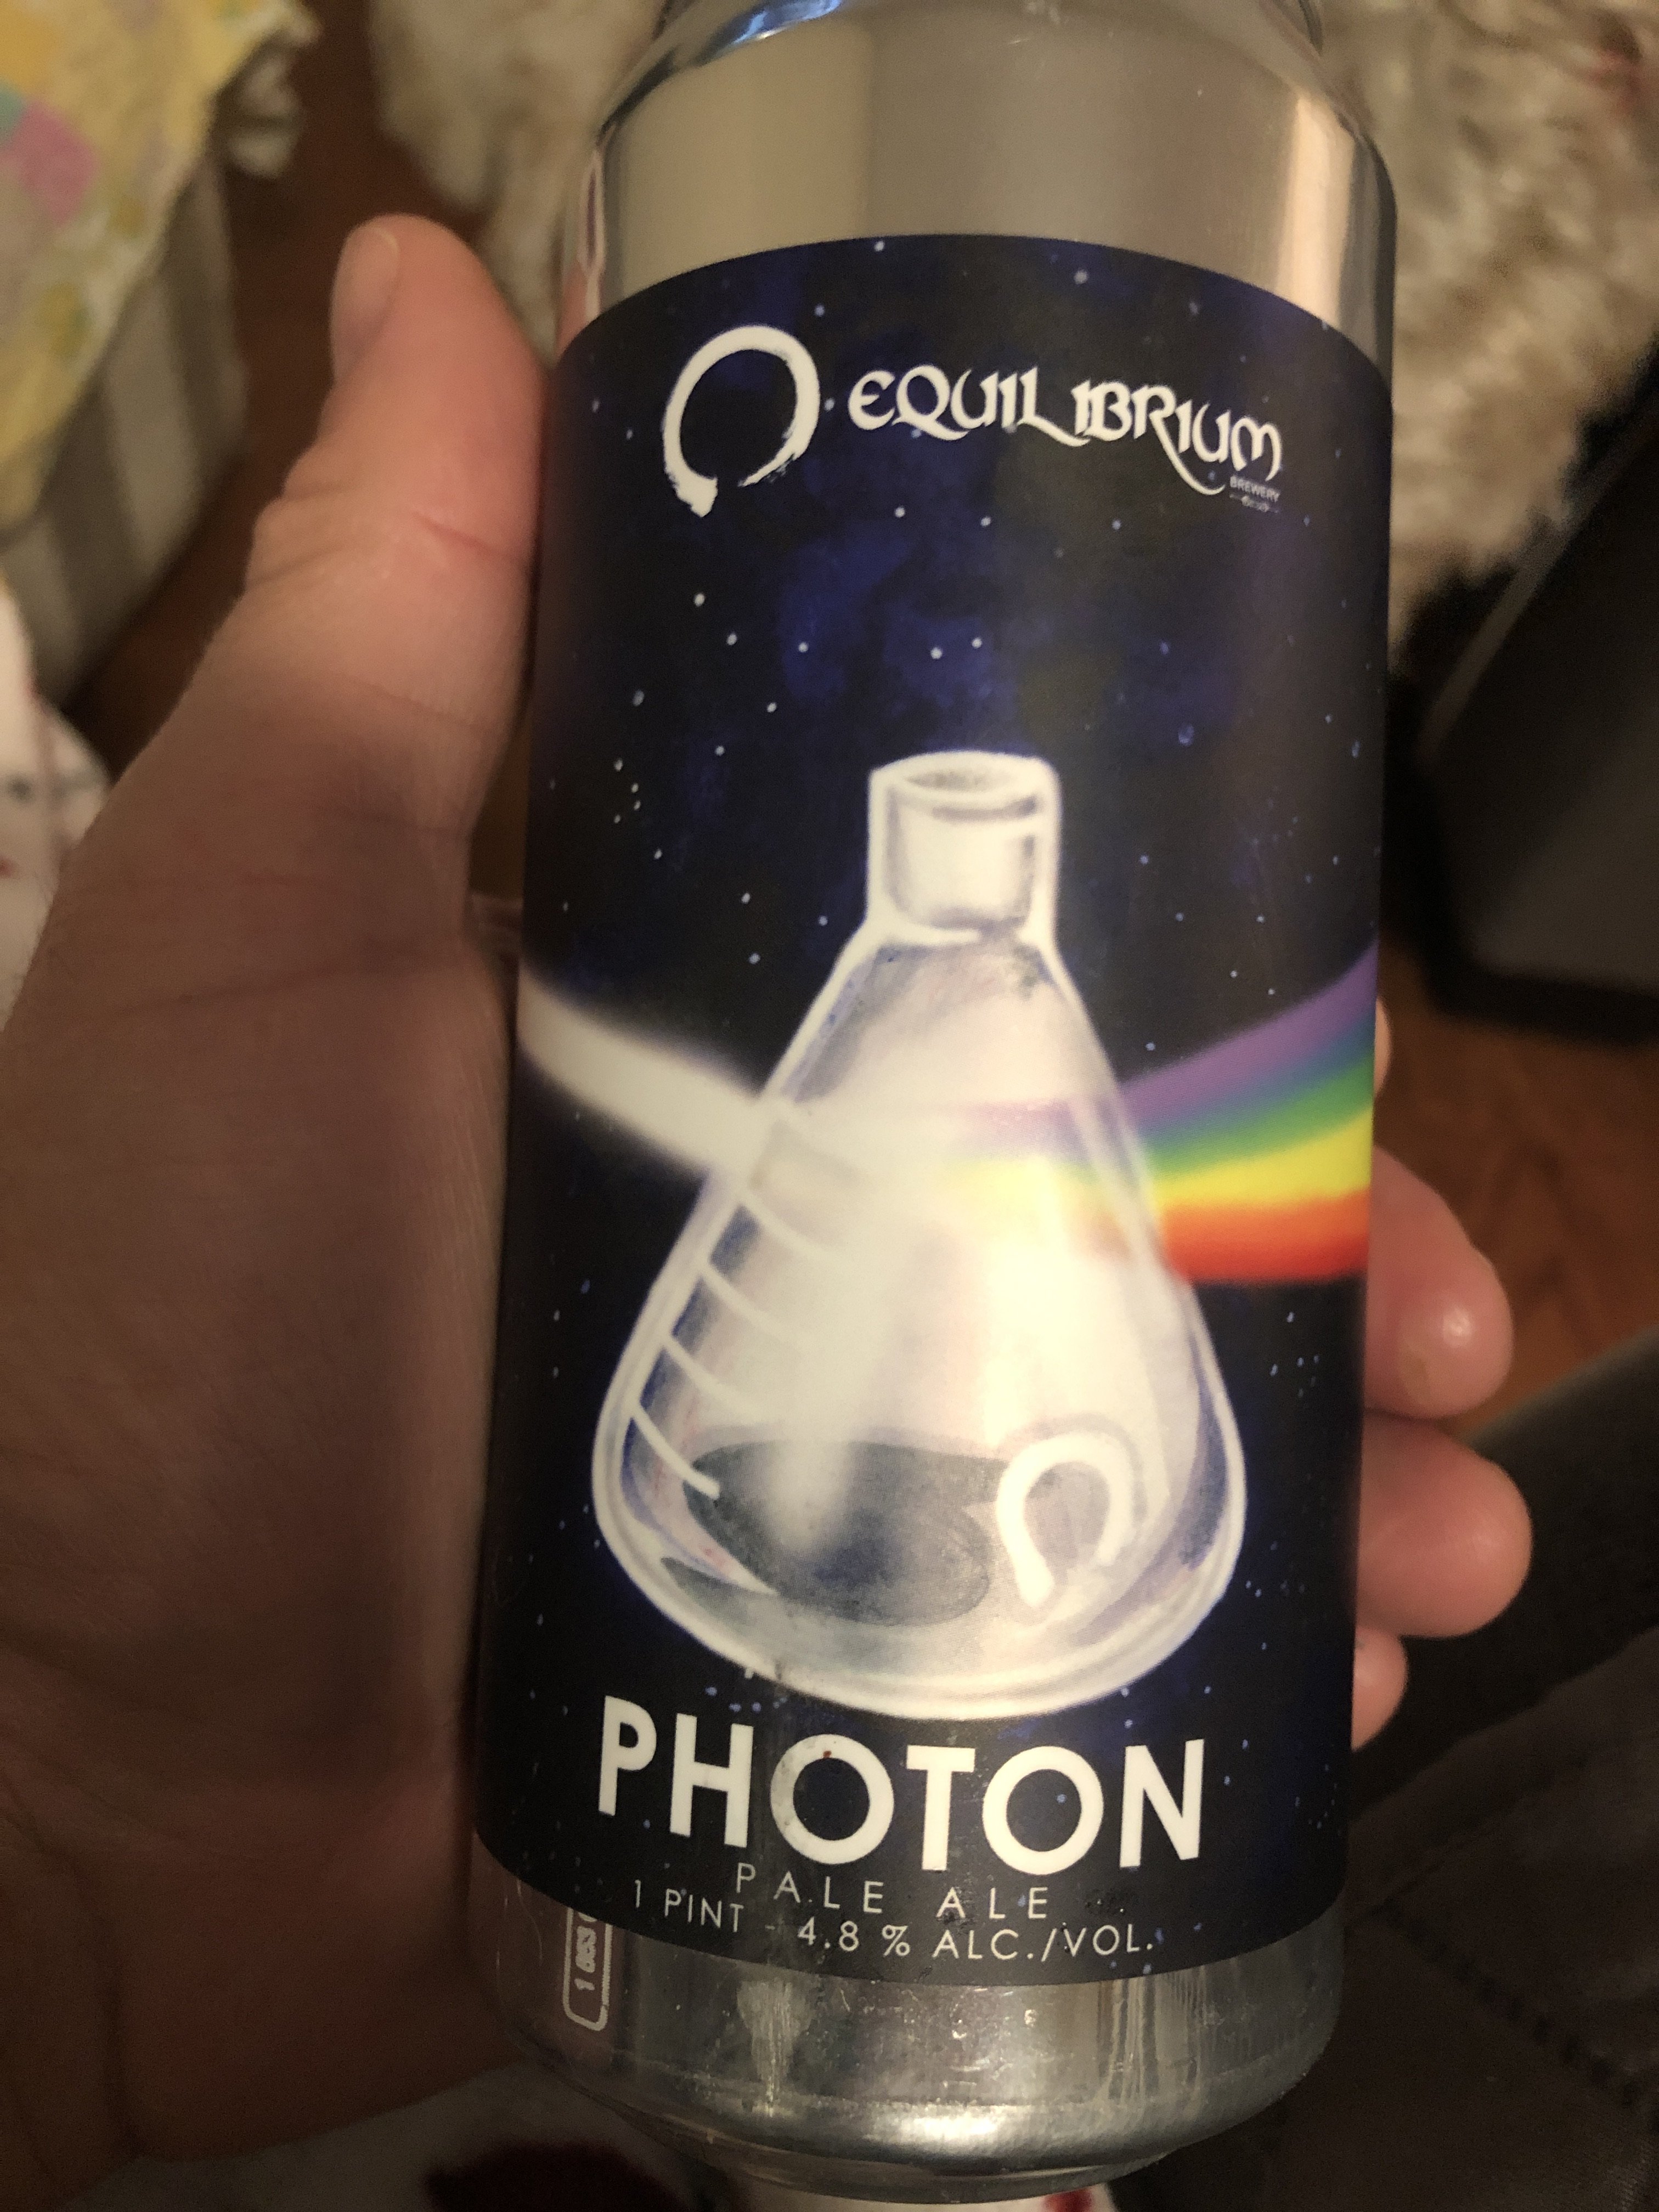 EQUILIBRIUM
BREWERY
PHOTON
PALE ALE
1 PINT - 4.8 % ALC./VOL.